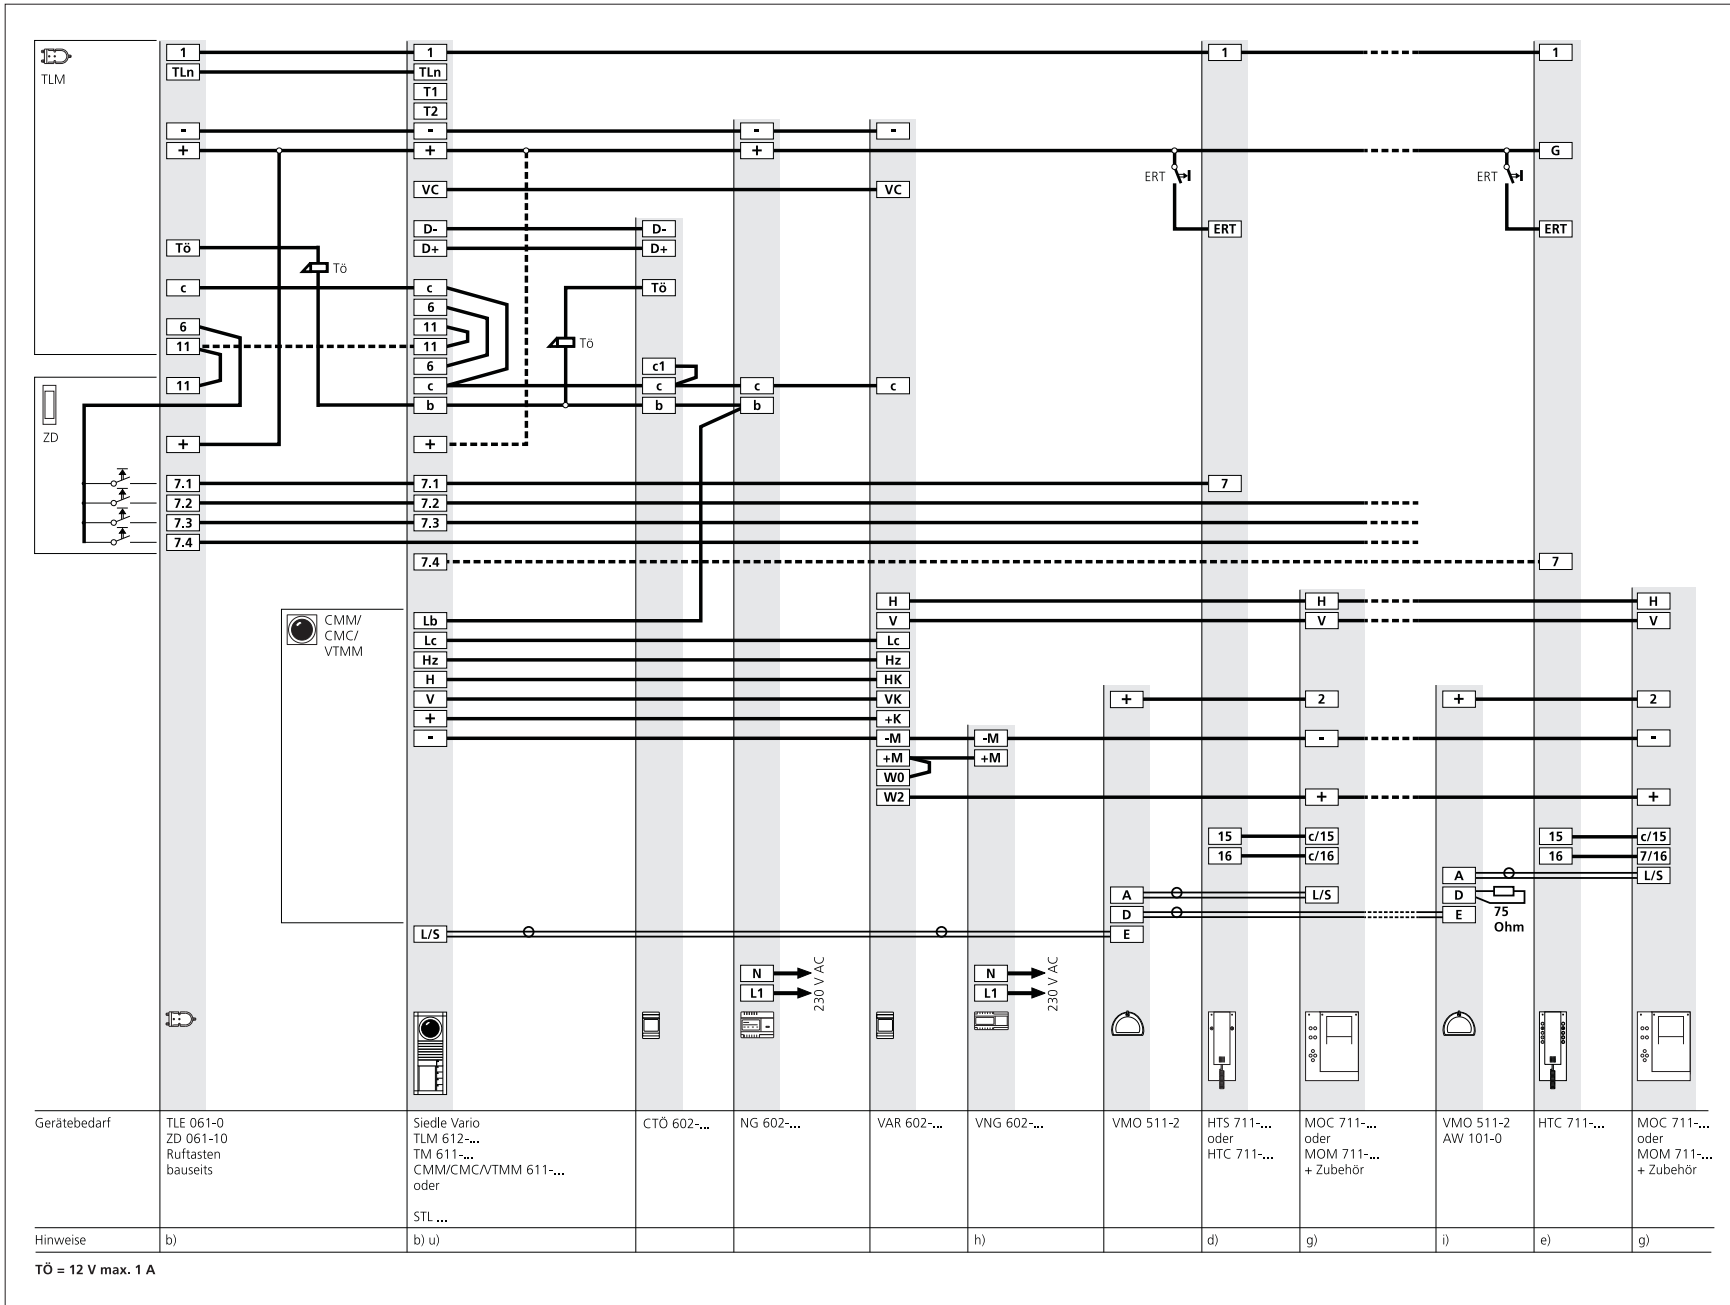 TLM
1 1 1 1
TLn TLn
T1
T2
- - - -
+ + + G
ERT ERT
VC VC
D- D- ERT ERT
D+ D+
Tö
Tö
c c Tö
6
6 11
Tö
11 11
6 c1
11 c c c c
b b b
ZD
+ +
7.1 7.1 7
7.2 7.2
7.3 7.3
7.4
7.4 7
CMM/
CMC/
VTMM
H H H
Lb V V V
Lc Lc
Hz Hz
H HK
V VK + 2 + 2
+ +K
- -M -M - -
+M +M
W0
W2 + +
15 c/15 15 c/15
16 c/16 16 7/16
A L/S
A L/S D
D E
75
Ohm
L/S E
N N
L1 L1
230 V AC 230 V AC
Gerätebedarf
TLE 061-0
ZD 061-10
Ruftasten
bauseits
Siedle Vario
TLM 612-...
TM 611-...
CMM/CMC/VTMM 611-...
oder
STL ...
CTÖ 602-...
NG 602-...
VAR 602-...
VNG 602-...
VMO 511-2
HTS 711-...
oder
HTC 711-...
MOC 711-...
oder
MOM 711-...
+ Zubehör
VMO 511-2
AW 101-0
HTC 711-...
MOC 711-...
oder
MOM 711-...
+ Zubehör
Hinweise b) b) u) h) d) g) i) e) g)
TÖ = 12 V max. 1 A